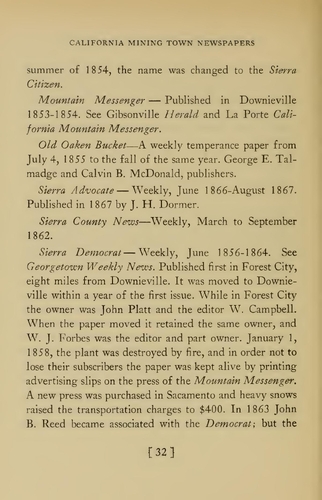 CALIFORNIA MINING TOWN NEWSPAPERS
summer of 1854, the name was changed to the Sierra
Citizen.
Mountain Messenger — Published in Downieville
1853-1854. See Gibsonville Herald and La Porte Cali-
fornia Mountain Messenger.
Old Oaken Bucket—A weekly temperance paper from
July 4, 1855 to the fall of the same year. George E. Tal-
madge and Calvin B. McDonald, publishers.
Sierra Advocate — Weekly, June 1866-August 1867.
Published in 1867 by J. H. Dormer.
Sierra County News—Weekly, March to September
1862.
Sierra Democrat — Weekly, June 1856-1864. See
Georgetown Weekly News. Published first in Forest City,
eight miles from Downieville. It was moved to Downie-
ville within a year of the first issue. While in Forest City
the owner was John Platt and the editor W. Campbell.
When the paper moved it retained the same owner, and
W. J. Forbes was the editor and part owner. January 1,
1858, the plant was destroyed by fire, and in order not to
lose their subscribers the paper was kept alive by printing
advertising slips on the press of the Mountain Messenger.
A new press was purchased in Sacamento and heavy snows
raised the transportation charges to $400. In 1863 John
B. Reed became associated with the Democrat; but the
[ 32 ]